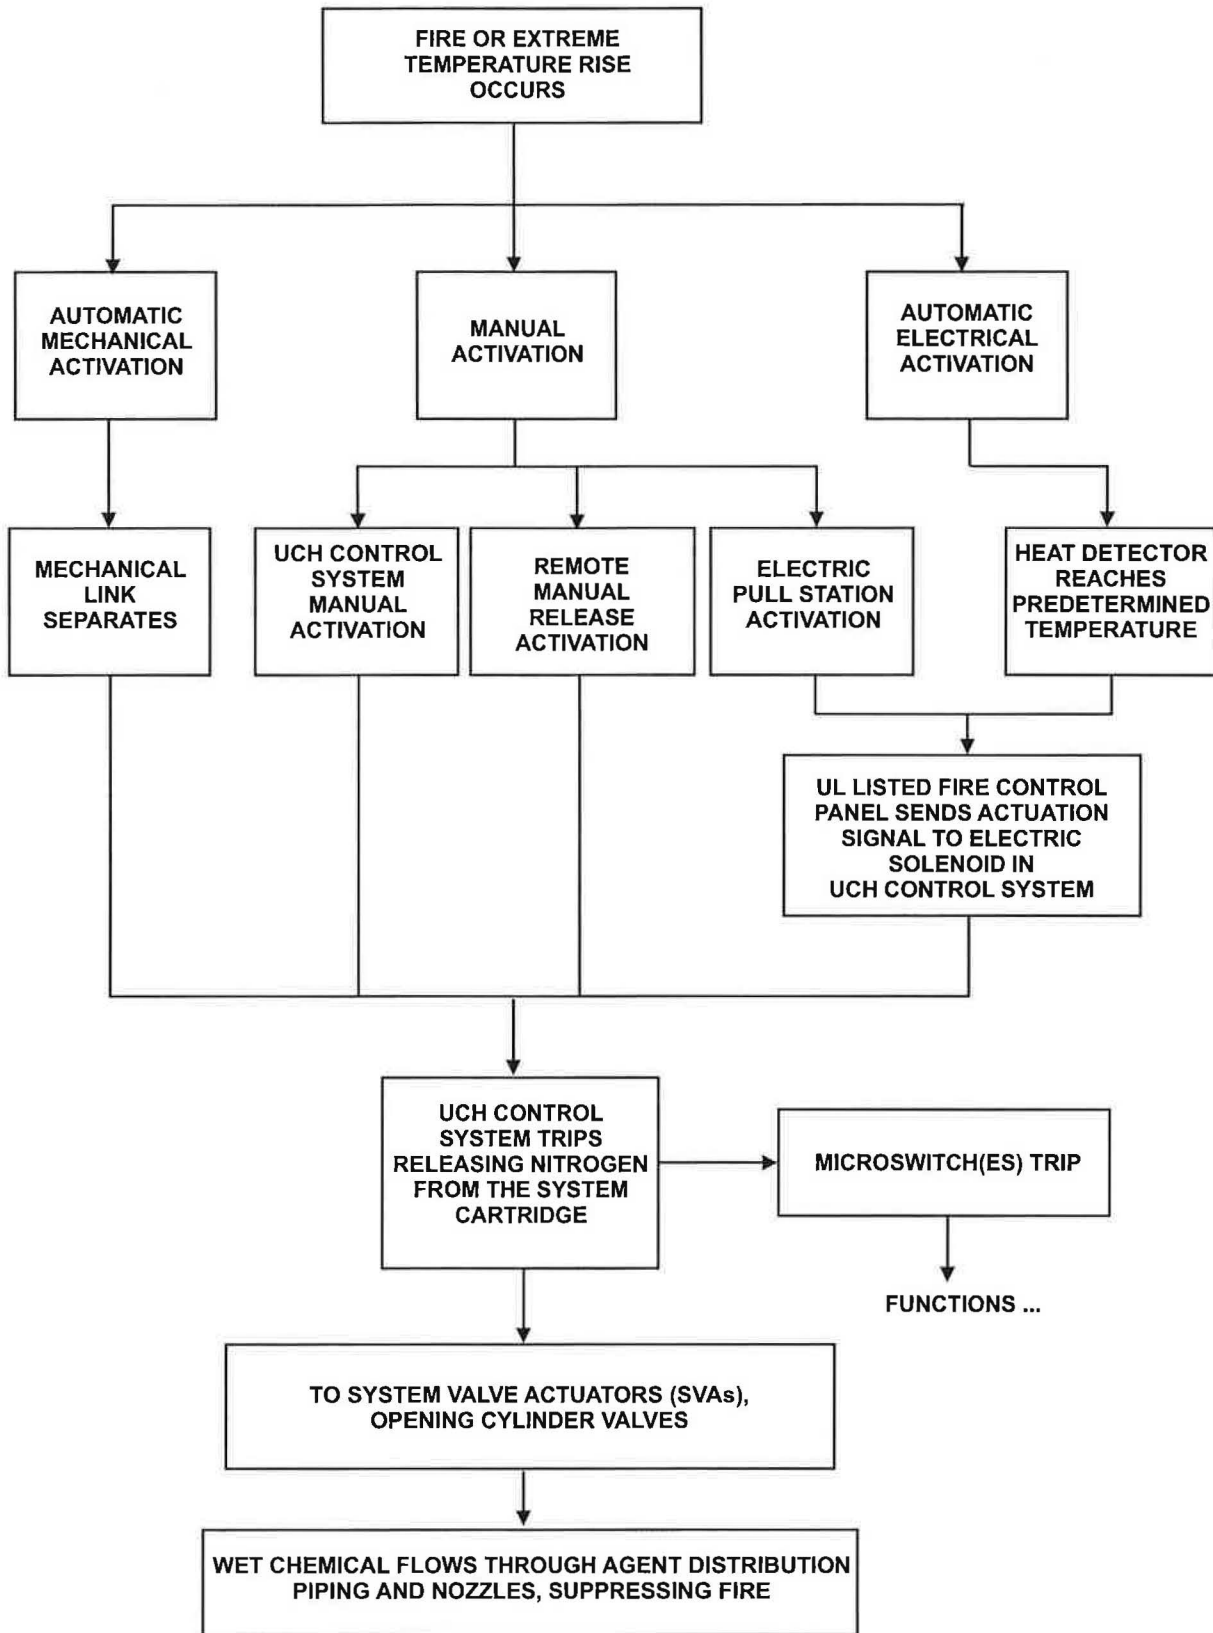 FIRE OR EXTREME
TEMPERATURE RISE
OCCURS
AUTOMATIC
MECHANICAL
ACTIVATION
MANUAL
ACTIVATION
AUTOMATIC
ELECTRICAL
ACTIVATION
MECHANICAL
LINK
SEPARATES
UCH CONTROL
SYSTEM
MANUAL
ACTIVATION
REMOTE
MANUAL
RELEASE
ACTIVATION
ELECTRIC
PULL STATION
ACTIVATION
HEAT DETECTOR
REACHES
PREDETERMINED
TEMPERATURE
UL LISTED FIRE CONTROL
PANEL SENDS ACTUATION
SIGNAL TO ELECTRIC
SOLENOID IN
UCH CONTROL SYSTEM
UCH CONTROL
SYSTEM TRIPS
RELEASING NITROGEN
FROM THE SYSTEM
CARTRIDGE
MICROSWITCH(ES) TRIP
FUNCTIONS ...
TO SYSTEM VALVE ACTUATORS (SVAs),
OPENING CYLINDER VALVES
WET CHEMICAL FLOWS THROUGH AGENT DISTRIBUTION
PIPING AND NOZZLES, SUPPRESSING FIRE